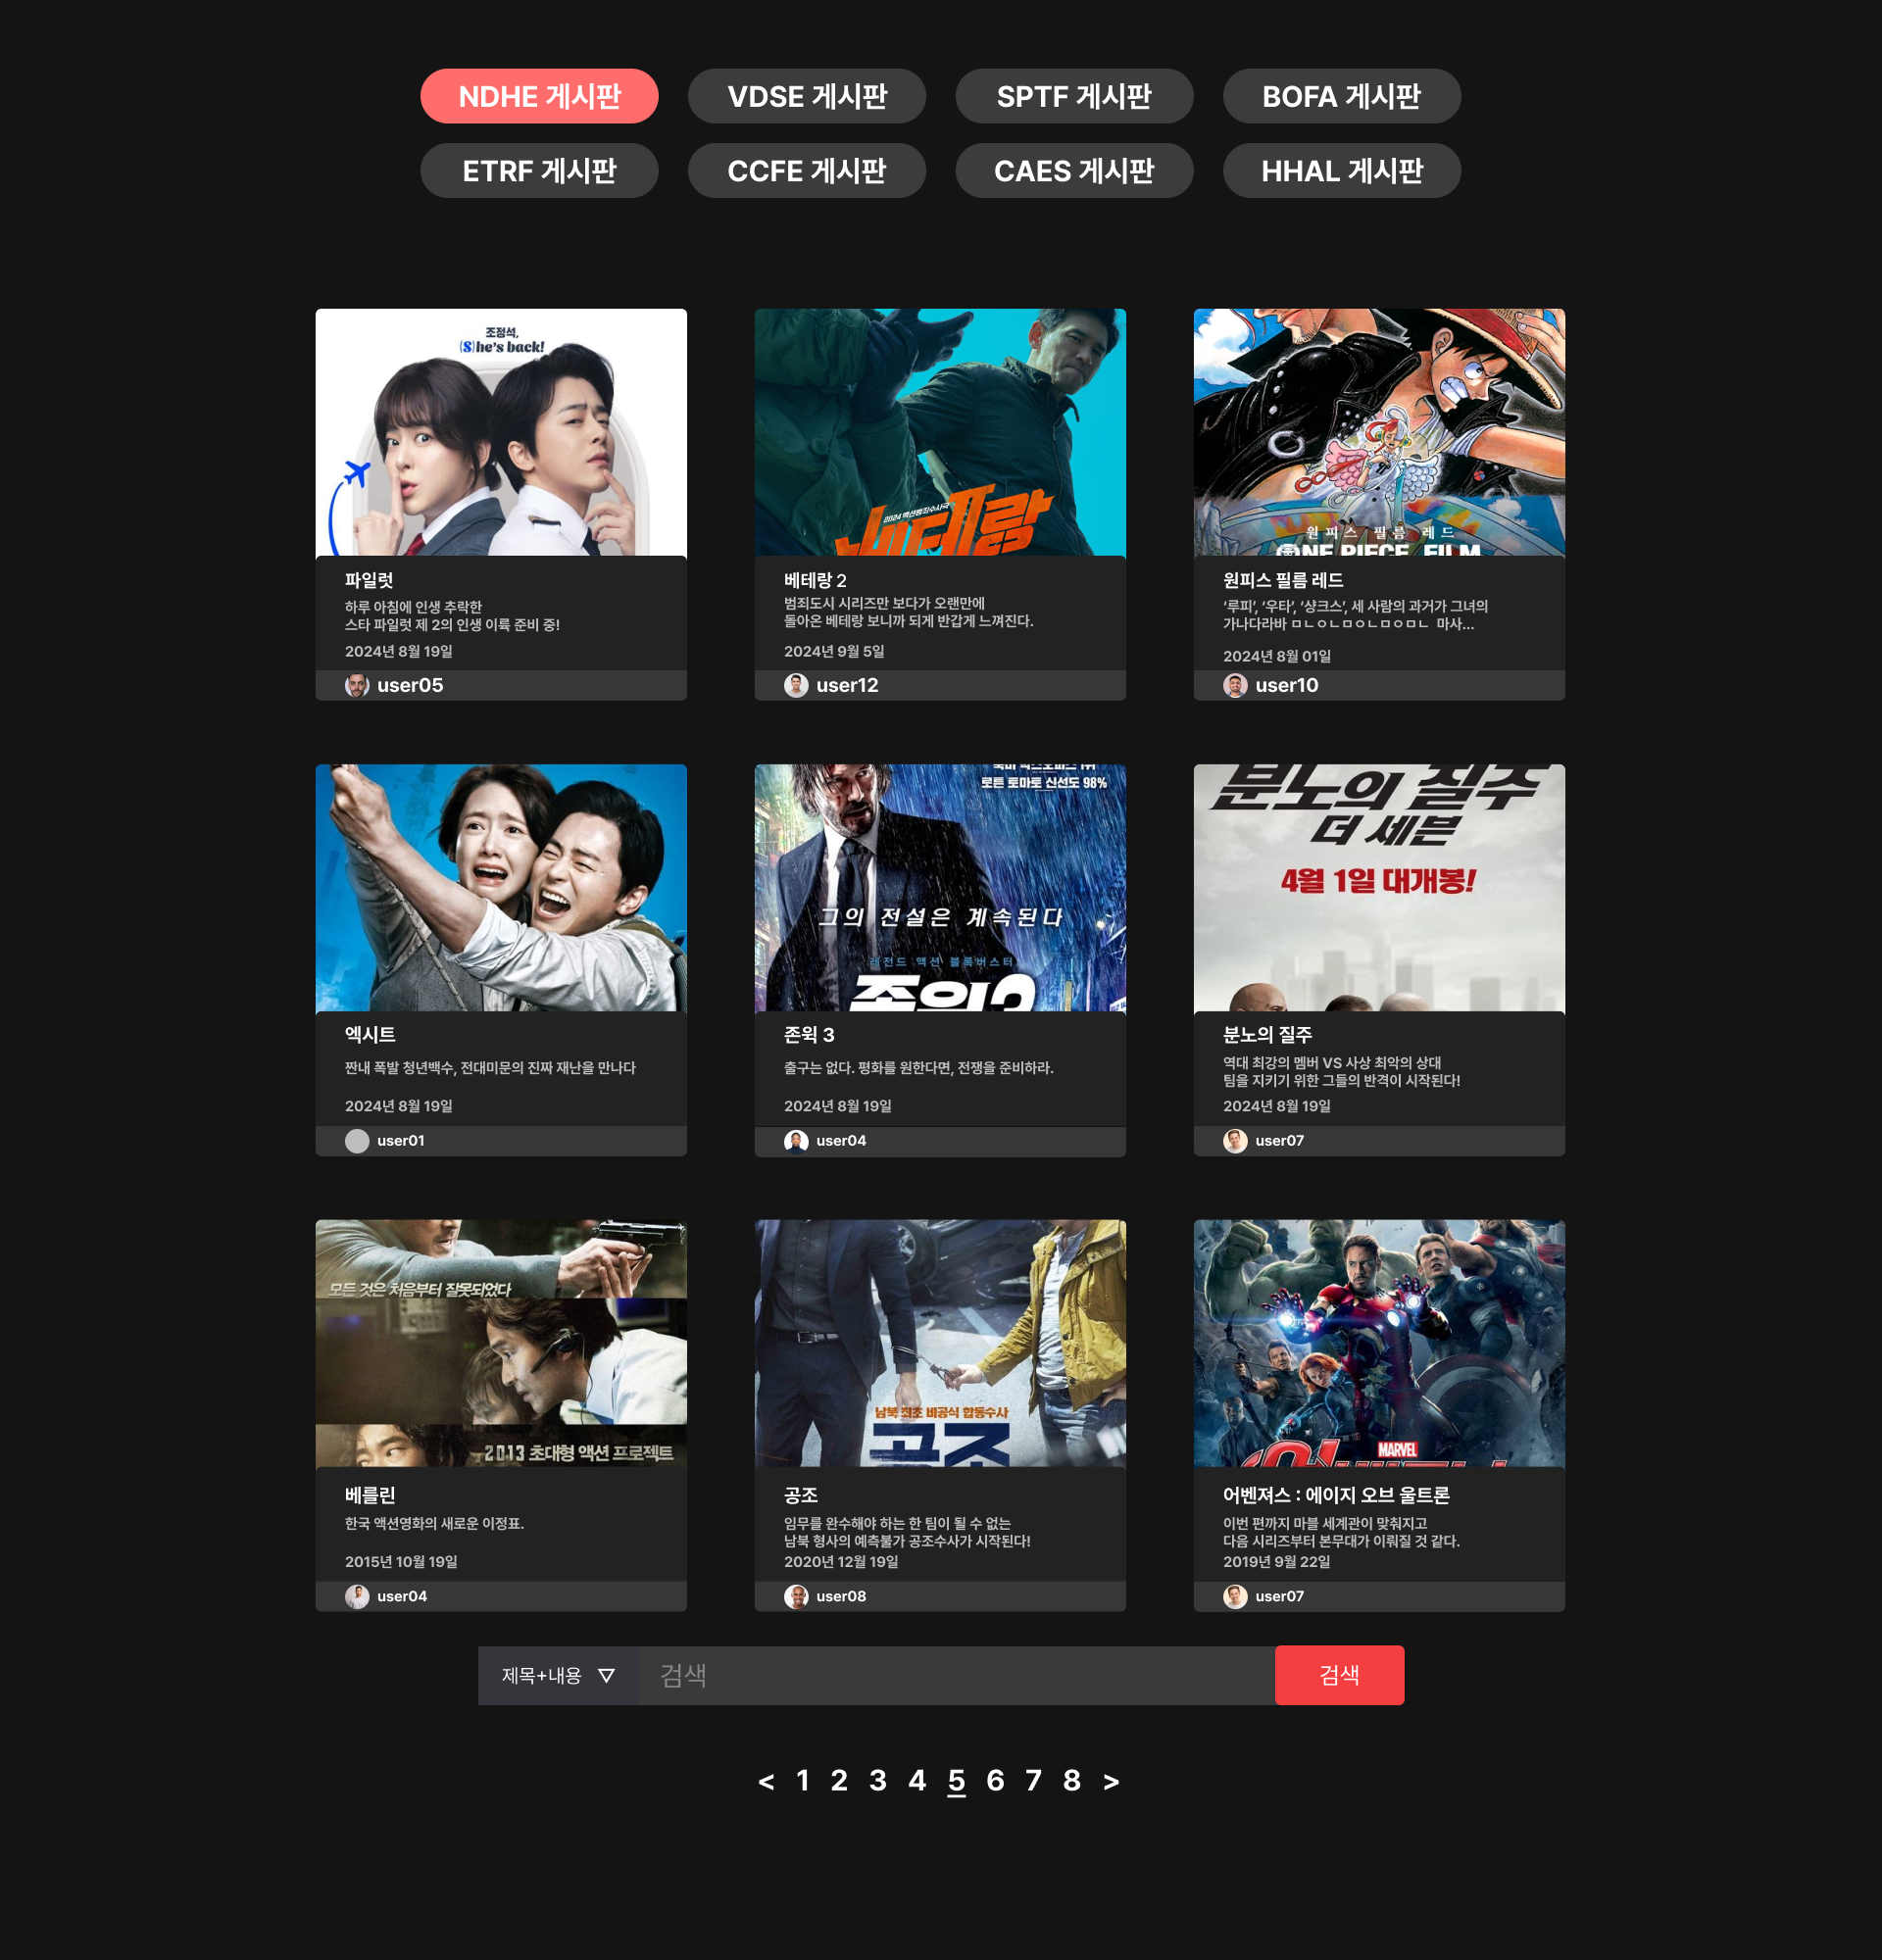 NDHE 게시판
VDSE 게시판
SPTF 게시판
BOFA 게시판
ETRF 게시판
CCFE 게시판
CAES 게시판
HHAL 게시판
조정석,
(S)he's back!
2024 액션범죄수사극
베테랑
원피스 필름 레드
ONE PIECE FILM
파일럿
하루 아침에 인생 추락한
스타 파일럿 제 2의 인생 이륙 준비 중!
2024년 8월 19일
user05
베테랑 2
범죄도시 시리즈만 보다가 오랜만에
돌아온 베테랑 보니까 되게 반갑게 느껴진다.
2024년 9월 5일
user12
원피스 필름 레드
‘루피’, ‘우타’, ‘샹크스’, 세 사람의 과거가 그녀의
가나다라바 ㅁㄴㅇㄴㅁㅇㄴㅁㅇㅁㄴ 마사...
2024년 8월 01일
user10
로튼 토마토 신선도 98%
그의 전설은 계속된다
레전드 액션 블록버스터
존윅3
분노의 질주
더 세븐
4월 1일 대개봉!
엑시트
짠내 폭발 청년백수, 전대미문의 진짜 재난을 만나다
2024년 8월 19일
user01
존윅 3
출구는 없다. 평화를 원한다면, 전쟁을 준비하라.
2024년 8월 19일
user04
분노의 질주
역대 최강의 멤버 VS 사상 최악의 상대
팀을 지키기 위한 그들의 반격이 시작된다!
2024년 8월 19일
user07
모든 것은 처음부터 잘못되었다
2013 초대형 액션 프로젝트
남북 최초 비공식 합동수사
공조
MARVEL
베를린
한국 액션영화의 새로운 이정표.
2015년 10월 19일
user04
공조
임무를 완수해야 하는 한 팀이 될 수 없는
남북 형사의 예측불가 공조수사가 시작된다!
2020년 12월 19일
user08
어벤져스 : 에이지 오브 울트론
이번 편까지 마블 세계관이 맞춰지고
다음 시리즈부터 본무대가 이뤄질 것 같다.
2019년 9월 22일
user07
제목+내용 ▽
검색
검색
< 1 2 3 4 5 6 7 8 >